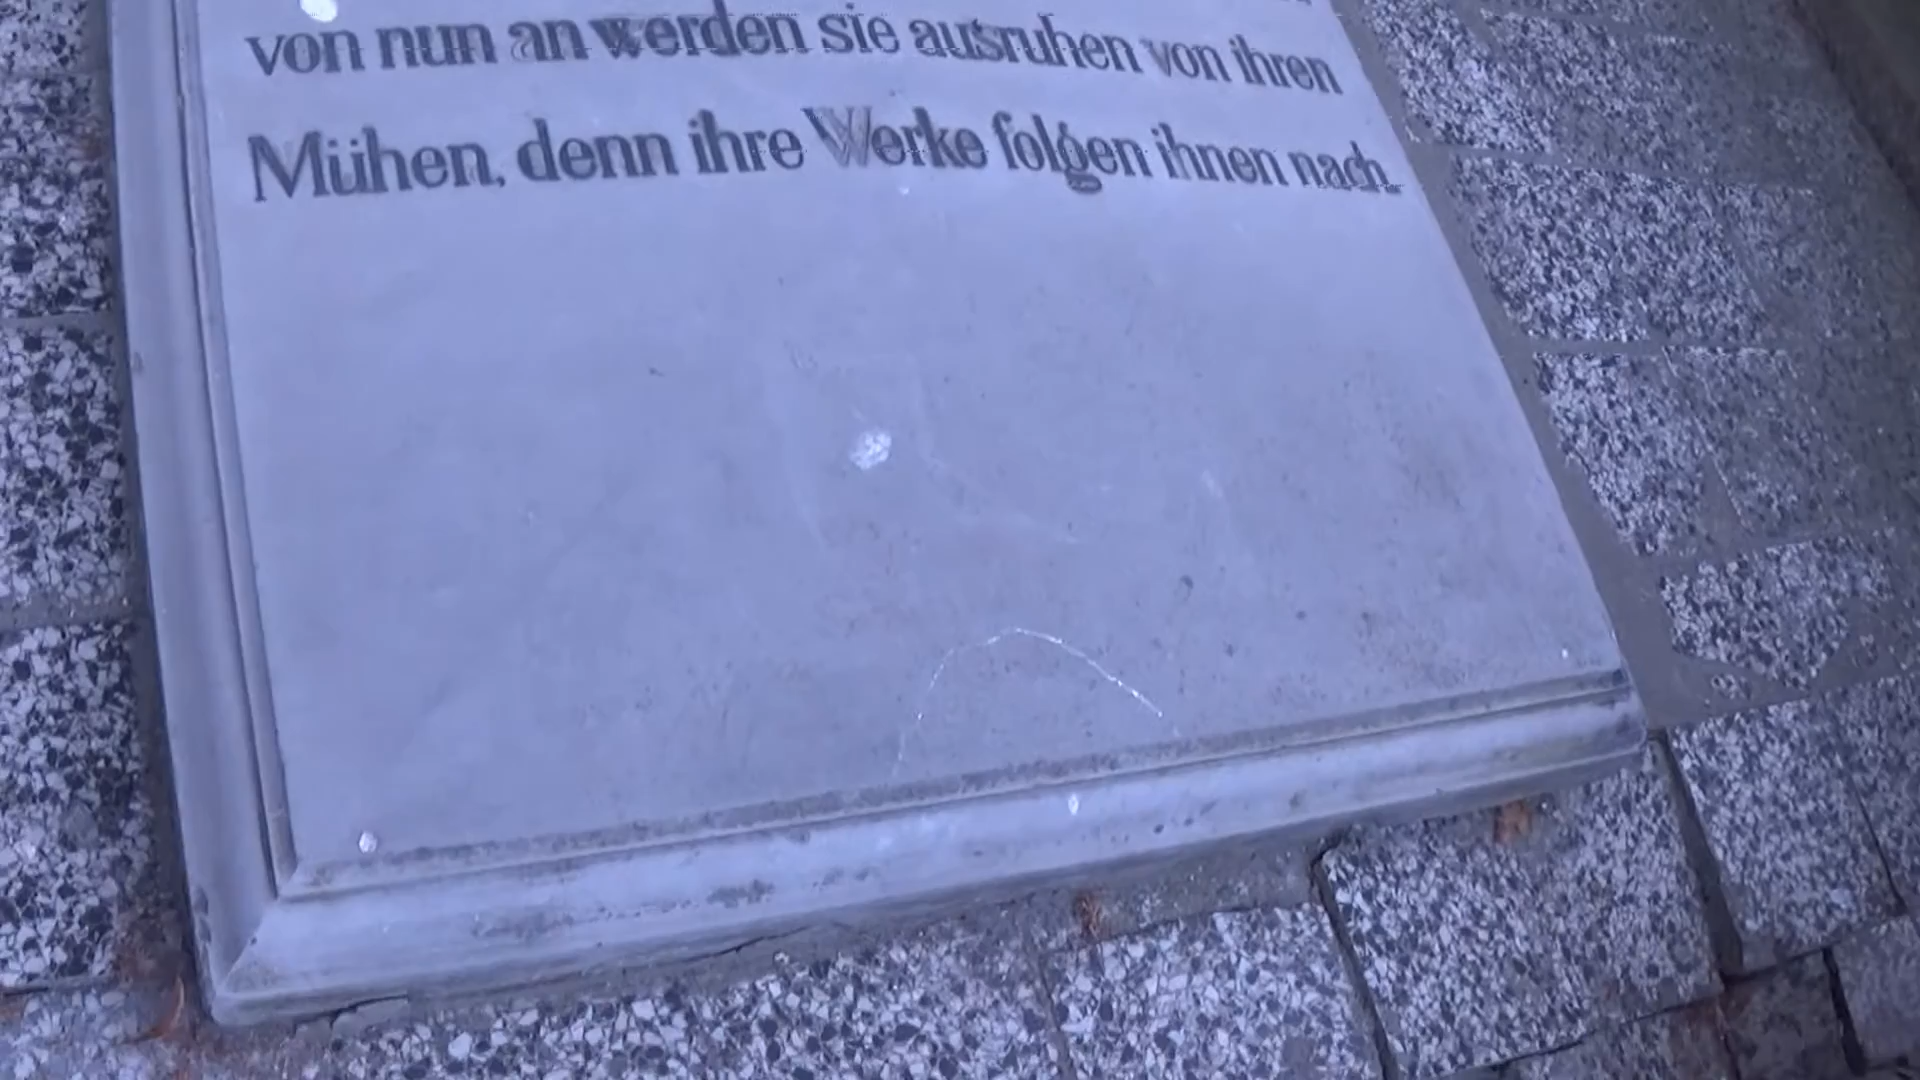 von nun an werden sie ausruhen von ihren
Mühen, denn ihre Werke folgen ihnen nach.